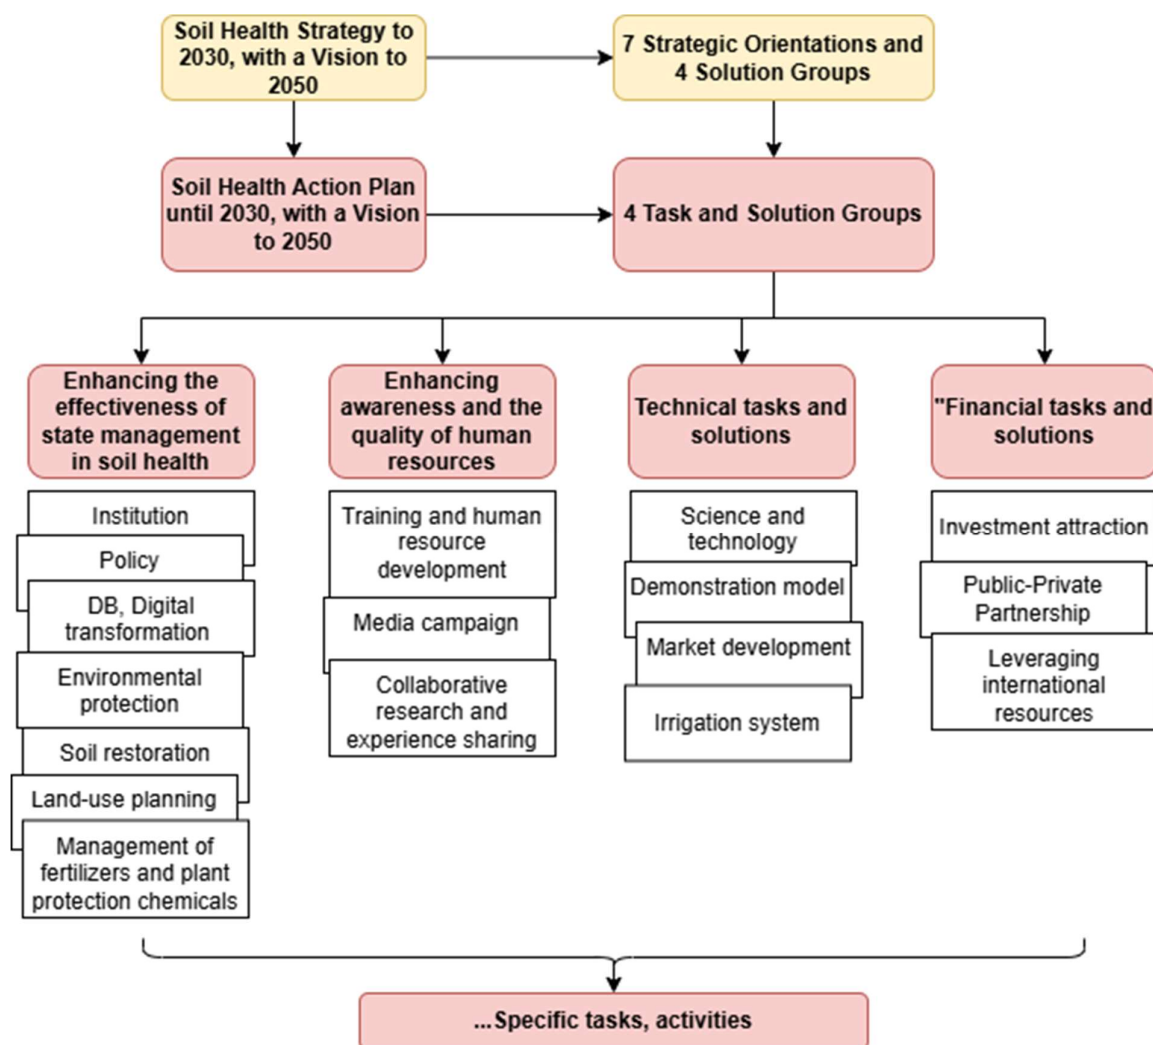 Soil Health Strategy to
2030, with a Vision to
2050
7 Strategic Orientations and
4 Solution Groups
Soil Health Action Plan
until 2030, with a Vision
to 2050
4 Task and Solution Groups
Enhancing the
effectiveness of
state management
in soil health
Institution
Policy
DB, Digital
transformation
Environmental
protection
Soil restoration
Land-use planning
Management of
fertilizers and plant
protection chemicals
Enhancing
awareness and the
quality of human
resources
Training and human
resource
development
Media campaign
Collaborative
research and
experience sharing
Technical tasks and
solutions
Science and
technology
Demonstration model
Market development
Irrigation system
"Financial tasks and
solutions
Investment attraction
Public-Private
Partnership
Leveraging
international
resources
...Specific tasks, activities